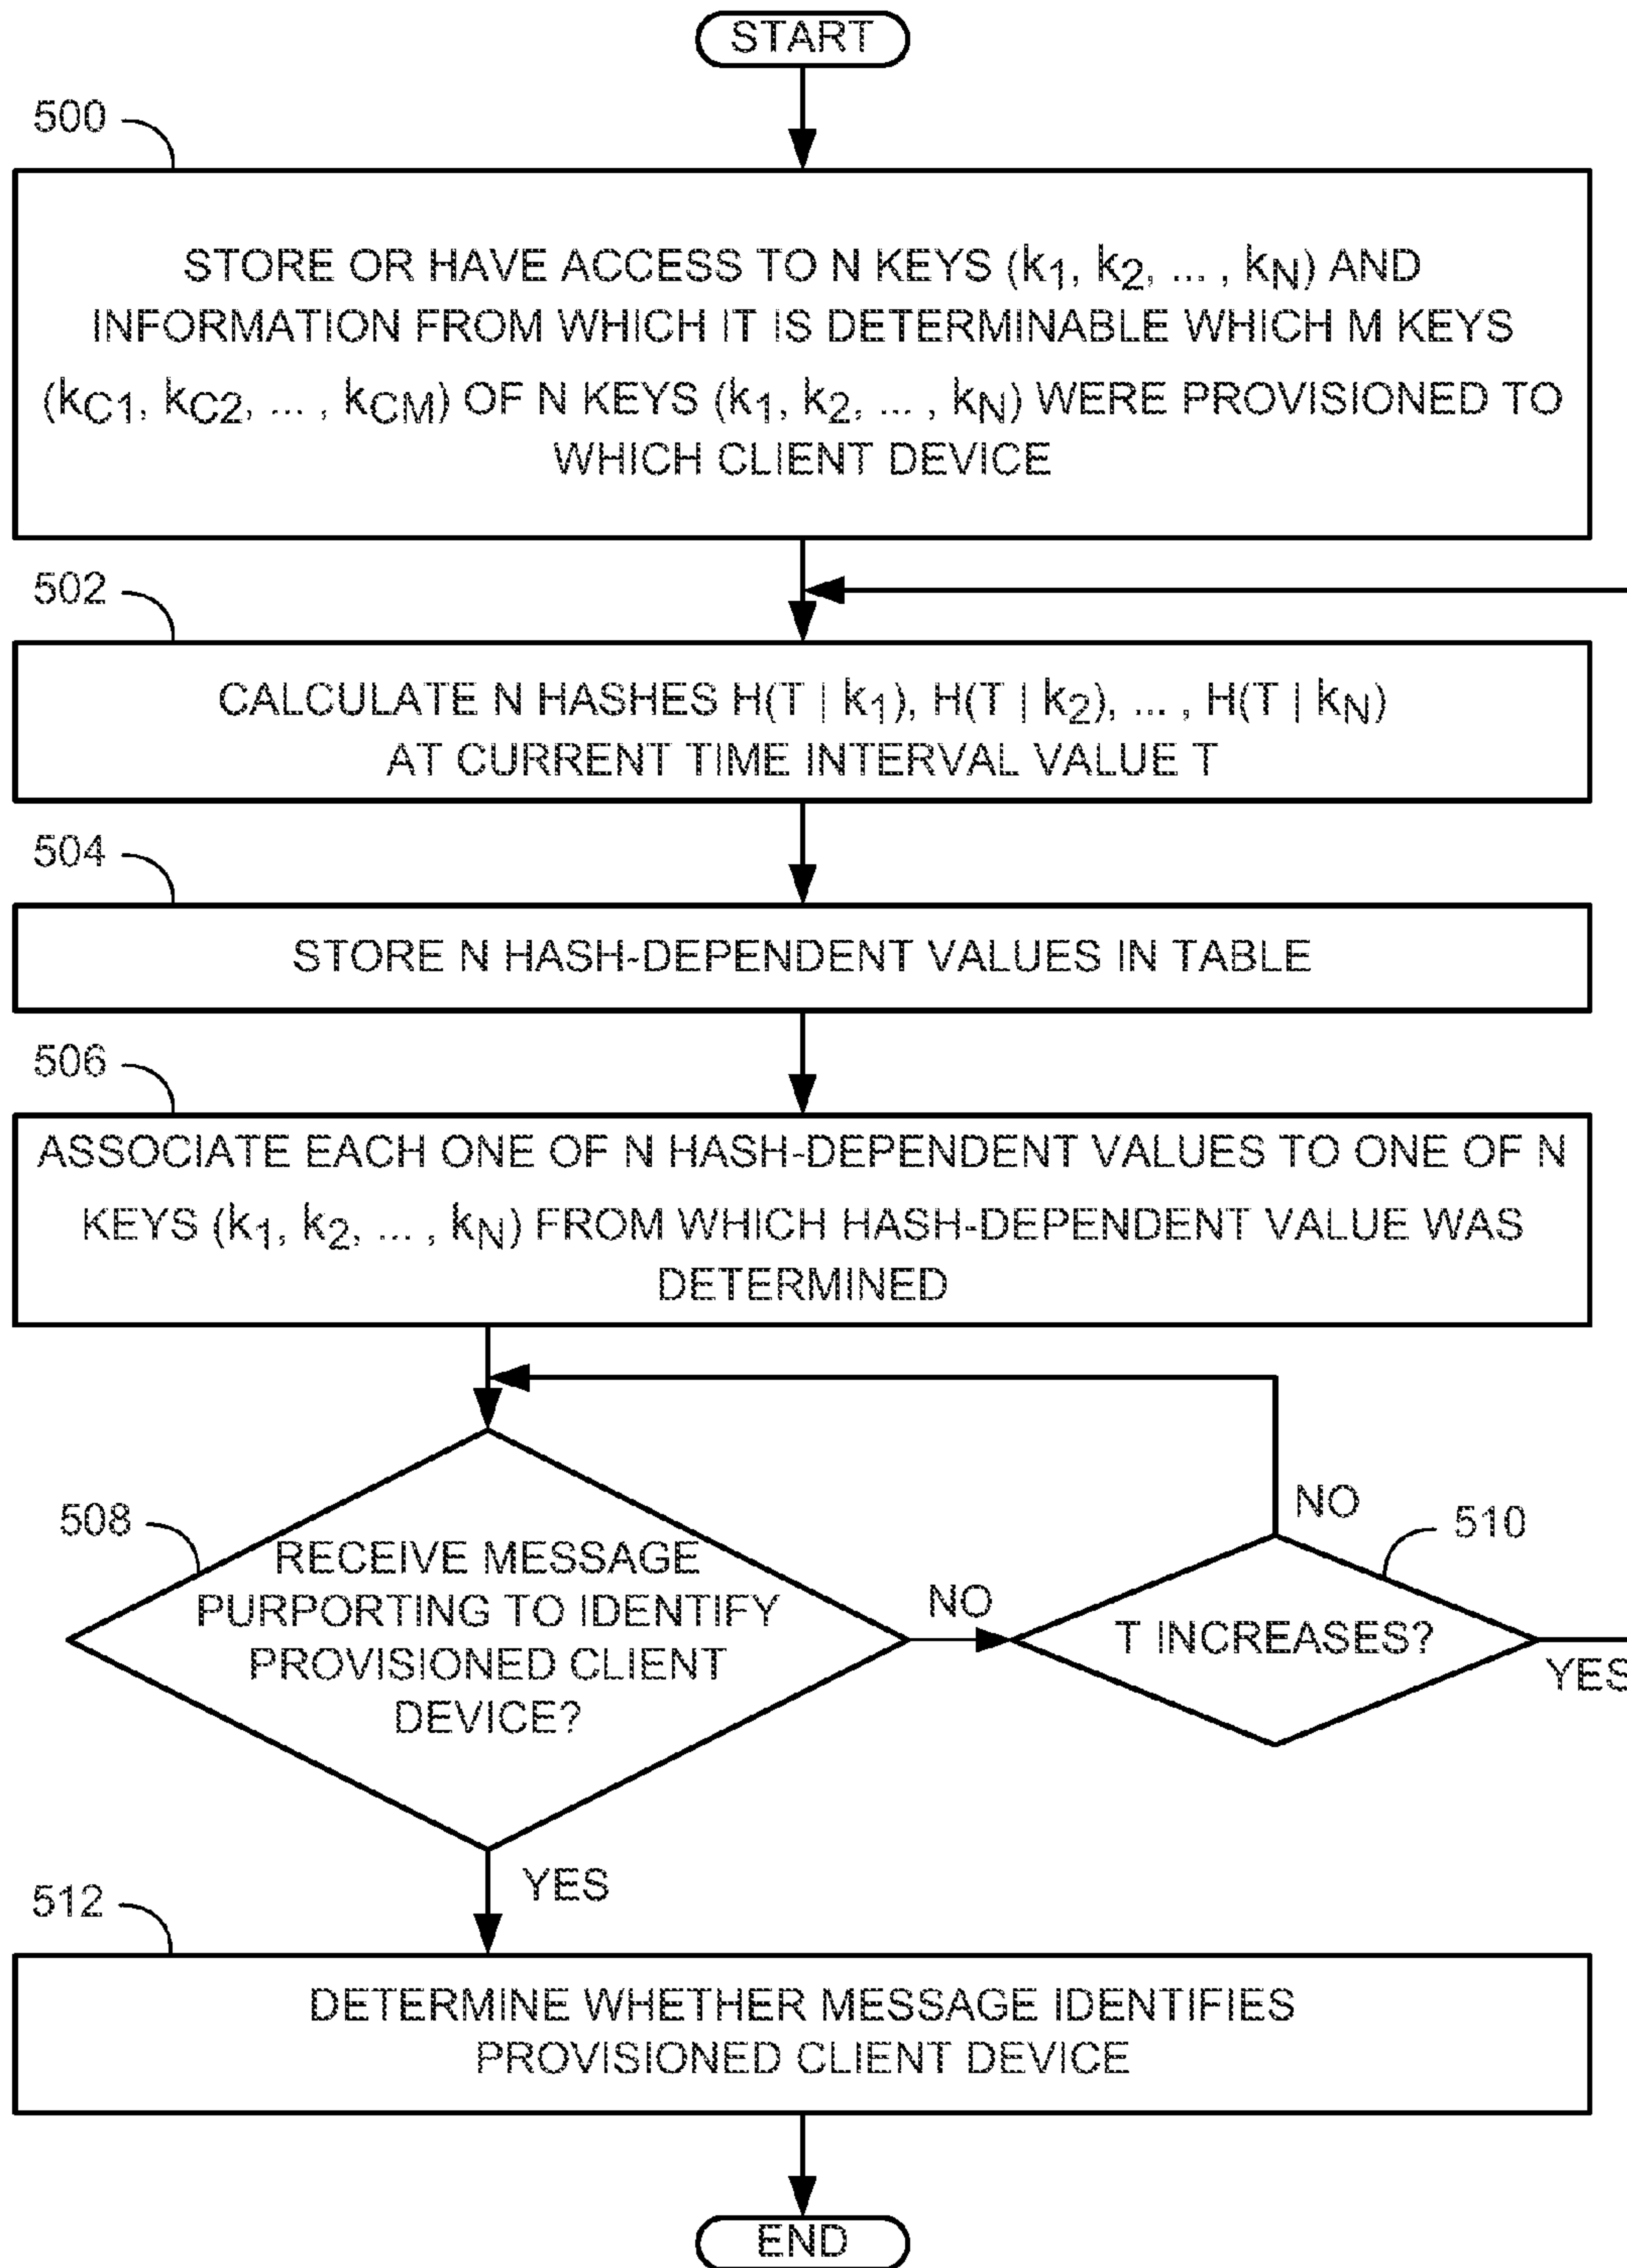 START
500
STORE OR HAVE ACCESS TO N KEYS (k1, k2, ... , kN) AND
INFORMATION FROM WHICH IT IS DETERMINABLE WHICH M KEYS
(kC1, kC2, ... , kCM) OF N KEYS (k1, k2, ... , kN) WERE PROVISIONED TO
WHICH CLIENT DEVICE
502
CALCULATE N HASHES H(T | k1), H(T | k2), ... , H(T | kN)
AT CURRENT TIME INTERVAL VALUE T
504
STORE N HASH-DEPENDENT VALUES IN TABLE
506
ASSOCIATE EACH ONE OF N HASH-DEPENDENT VALUES TO ONE OF N
KEYS (k1, k2, ... , kN) FROM WHICH HASH-DEPENDENT VALUE WAS
DETERMINED
508
RECEIVE MESSAGE
PURPORTING TO IDENTIFY
PROVISIONED CLIENT
DEVICE?
NO
NO
510
T INCREASES?
YES
YES
512
DETERMINE WHETHER MESSAGE IDENTIFIES
PROVISIONED CLIENT DEVICE
END